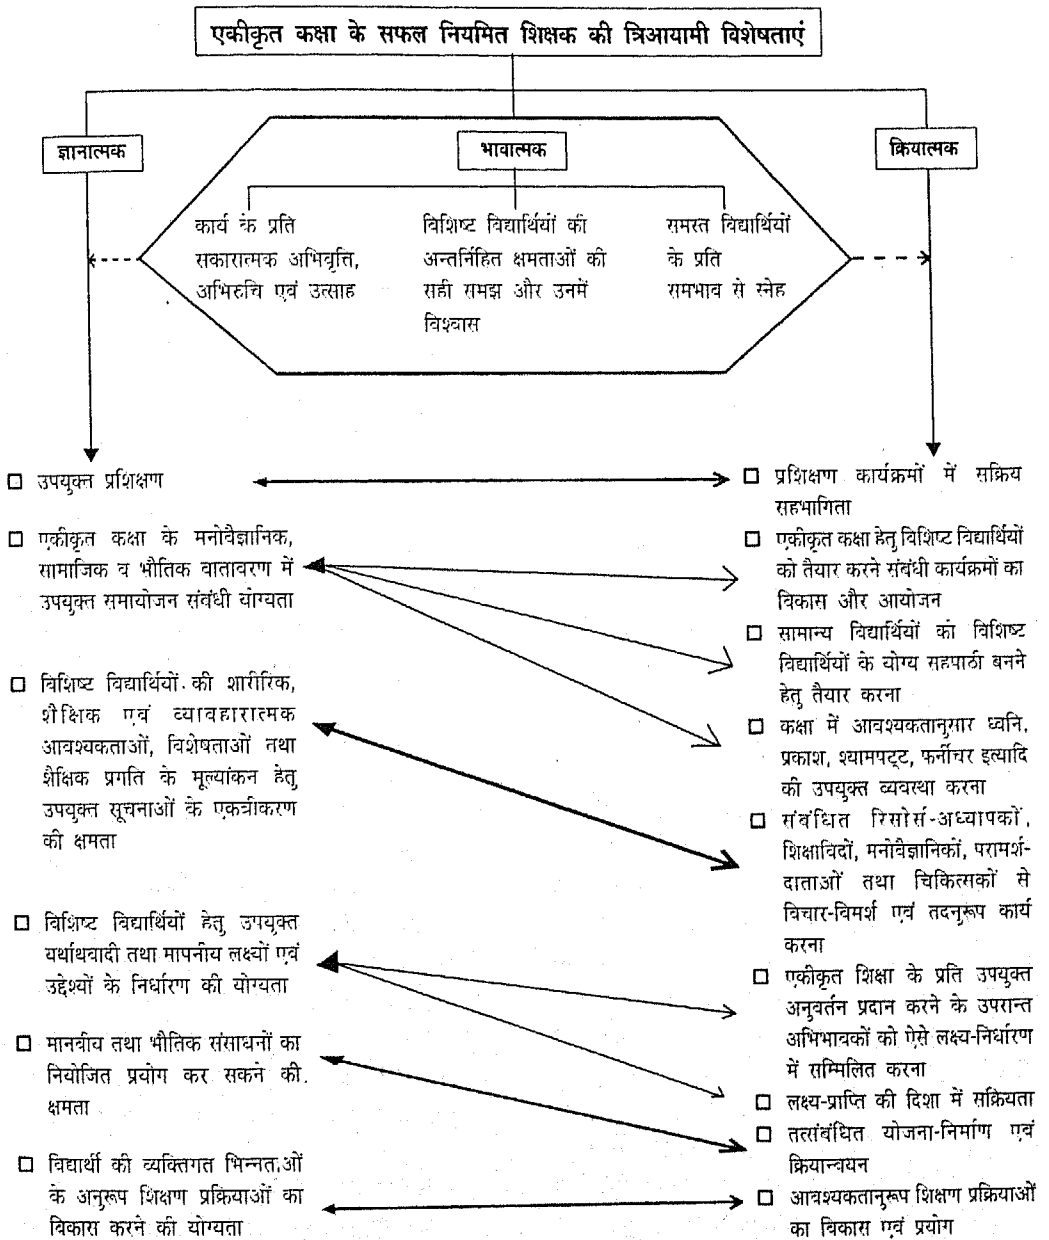 एकीकृत कक्षा के सफल नियमित शिक्षक की त्रिआयामी विशेषताएं
ज्ञानात्मक
भावात्मक
क्रियात्मक
कार्य के प्रति
सकारात्मक अभिवृत्ति,
अभिरुचि एवं उत्साह
विशिष्ट विद्यार्थियों की
अन्तर्निहित क्षमताओं की
सही समझ और उनमें
विश्वास
समस्त विद्यार्थियों
के प्रति
समभाव से स्नेह
उपयुक्त प्रशिक्षण
एकीकृत कक्षा के मनोवैज्ञानिक,
सामाजिक व भौतिक वातावरण में
उपयुक्त समायोजन संबंधी योग्यता
विशिष्ट विद्यार्थियों की शारीरिक,
शैक्षिक एवं व्यावहारात्मक
आवश्यकताओं, विशेषताओं तथा
शैक्षिक प्रगति के मूल्यांकन हेतु
उपयुक्त सूचनाओं के एकत्रीकरण
की क्षमता
विशिष्ट विद्यार्थियों हेतु उपयुक्त
यर्थाथवादी तथा मापनीय लक्ष्यों एवं
उद्देश्यों के निर्धारण की योग्यता
मानवीय तथा भौतिक संसाधनों का
नियोजित प्रयोग कर सकने की
क्षमता
विद्यार्थी की व्यक्तिगत भिन्नताओं
के अनुरूप शिक्षण प्रक्रियाओं का
विकास करने की योग्यता
प्रशिक्षण कार्यक्रमों में सक्रिय
सहभागिता
एकीकृत कक्षा हेतु विशिष्ट विद्यार्थियों
को तैयार करने संबंधी कार्यक्रमों का
विकास और आयोजन
सामान्य विद्यार्थियों को विशिष्ट
विद्यार्थियों के योग्य सहपाठी बनने
हेतु तैयार करना
कक्षा में आवश्यकतानुसार ध्वनि,
प्रकाश, श्यामपट्ट, फर्नीचर इत्यादि
की उपयुक्त व्यवस्था करना
संबंधित रिसोर्स-अध्यापकों,
शिक्षाविदों, मनोवैज्ञानिकों, परामर्श-
दाताओं तथा चिकित्सकों से
विचार-विमर्श एवं तदनुरूप कार्य
करना
एकीकृत शिक्षा के प्रति उपयुक्त
अनुवर्तन प्रदान करने के उपरान्त
अभिभावकों को ऐसे लक्ष्य-निर्धारण
में सम्मिलित करना
लक्ष्य-प्राप्ति की दिशा में सक्रियता
तत्संबंधित योजना-निर्माण एवं
क्रियान्वयन
आवश्यकतानुरूप शिक्षण प्रक्रियाओं
का विकास एवं प्रयोग